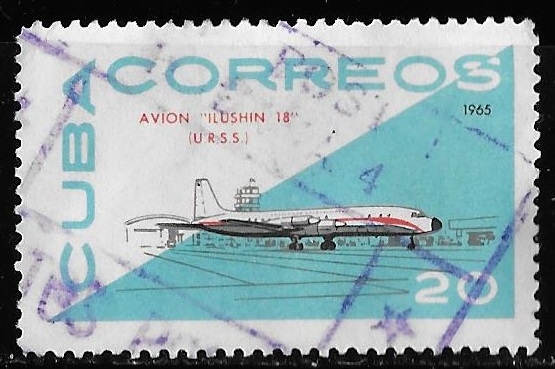 CUBA CORREOS
1965
AVION "ILUSHIN 18"
(U.R.S.S.)
20